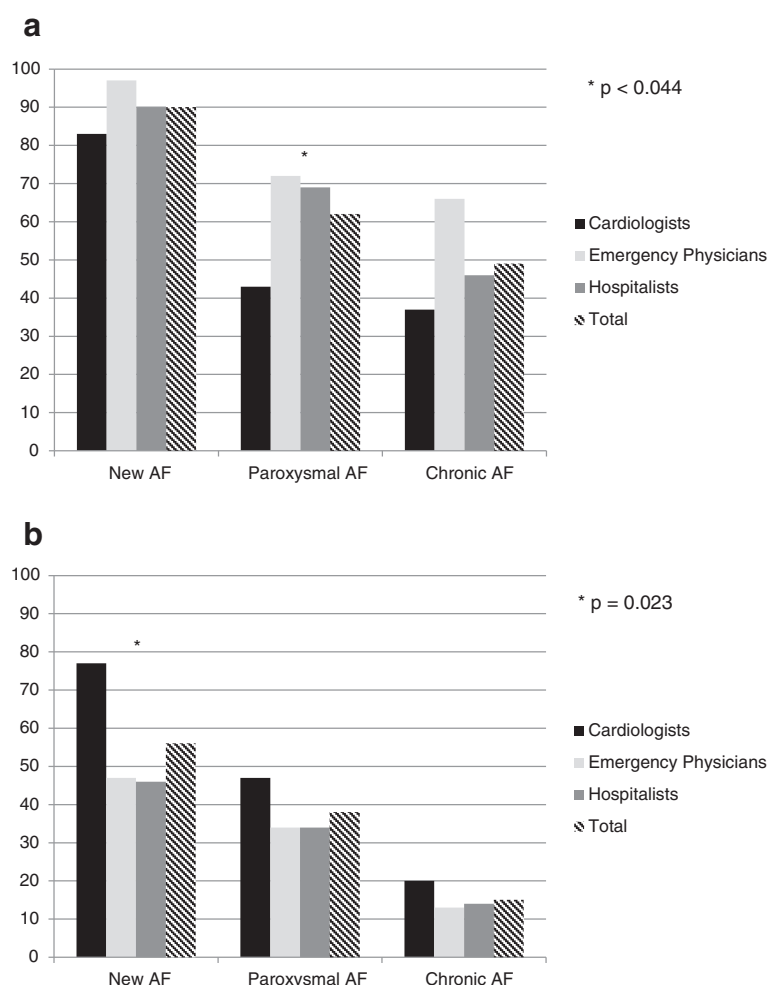 a
100
90
80
70
60
50
40
30
20
10
0
*
* p < 0.044
Cardiologists
Emergency Physicians
Hospitalists
Total
New AF Paroxysmal AF Chronic AF
b
100
90
80
70
60
50
40
30
20
10
0
*
* p = 0.023
Cardiologists
Emergency Physicians
Hospitalists
Total
New AF Paroxysmal AF Chronic AF